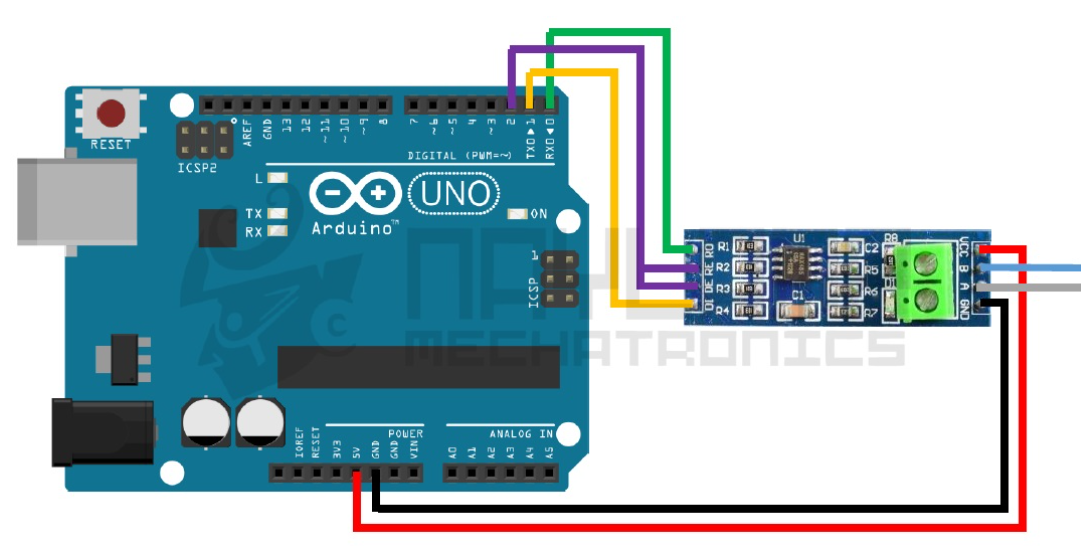 RESET
ICSP2
AREF
GND
13
12
~11
~10
~9
8
7
~6
~5
4
~3
2
TX0▶1
RX0◀0
DIGITAL (PWM=~)
L
TX
RX
Arduino™
UNO
ON
1
ICSP
NAYLAMP
MECHATRONICS
IOREF
RESET
3V3
5V
GND
GND
VIN
POWER
ANALOG IN
A0
A1
A2
A3
A4
A5
RO
RE
DE
DI
R1
R2
R3
R4
U1
C1
C2
R5
R6
R7
R8
VCC
B
A
GND